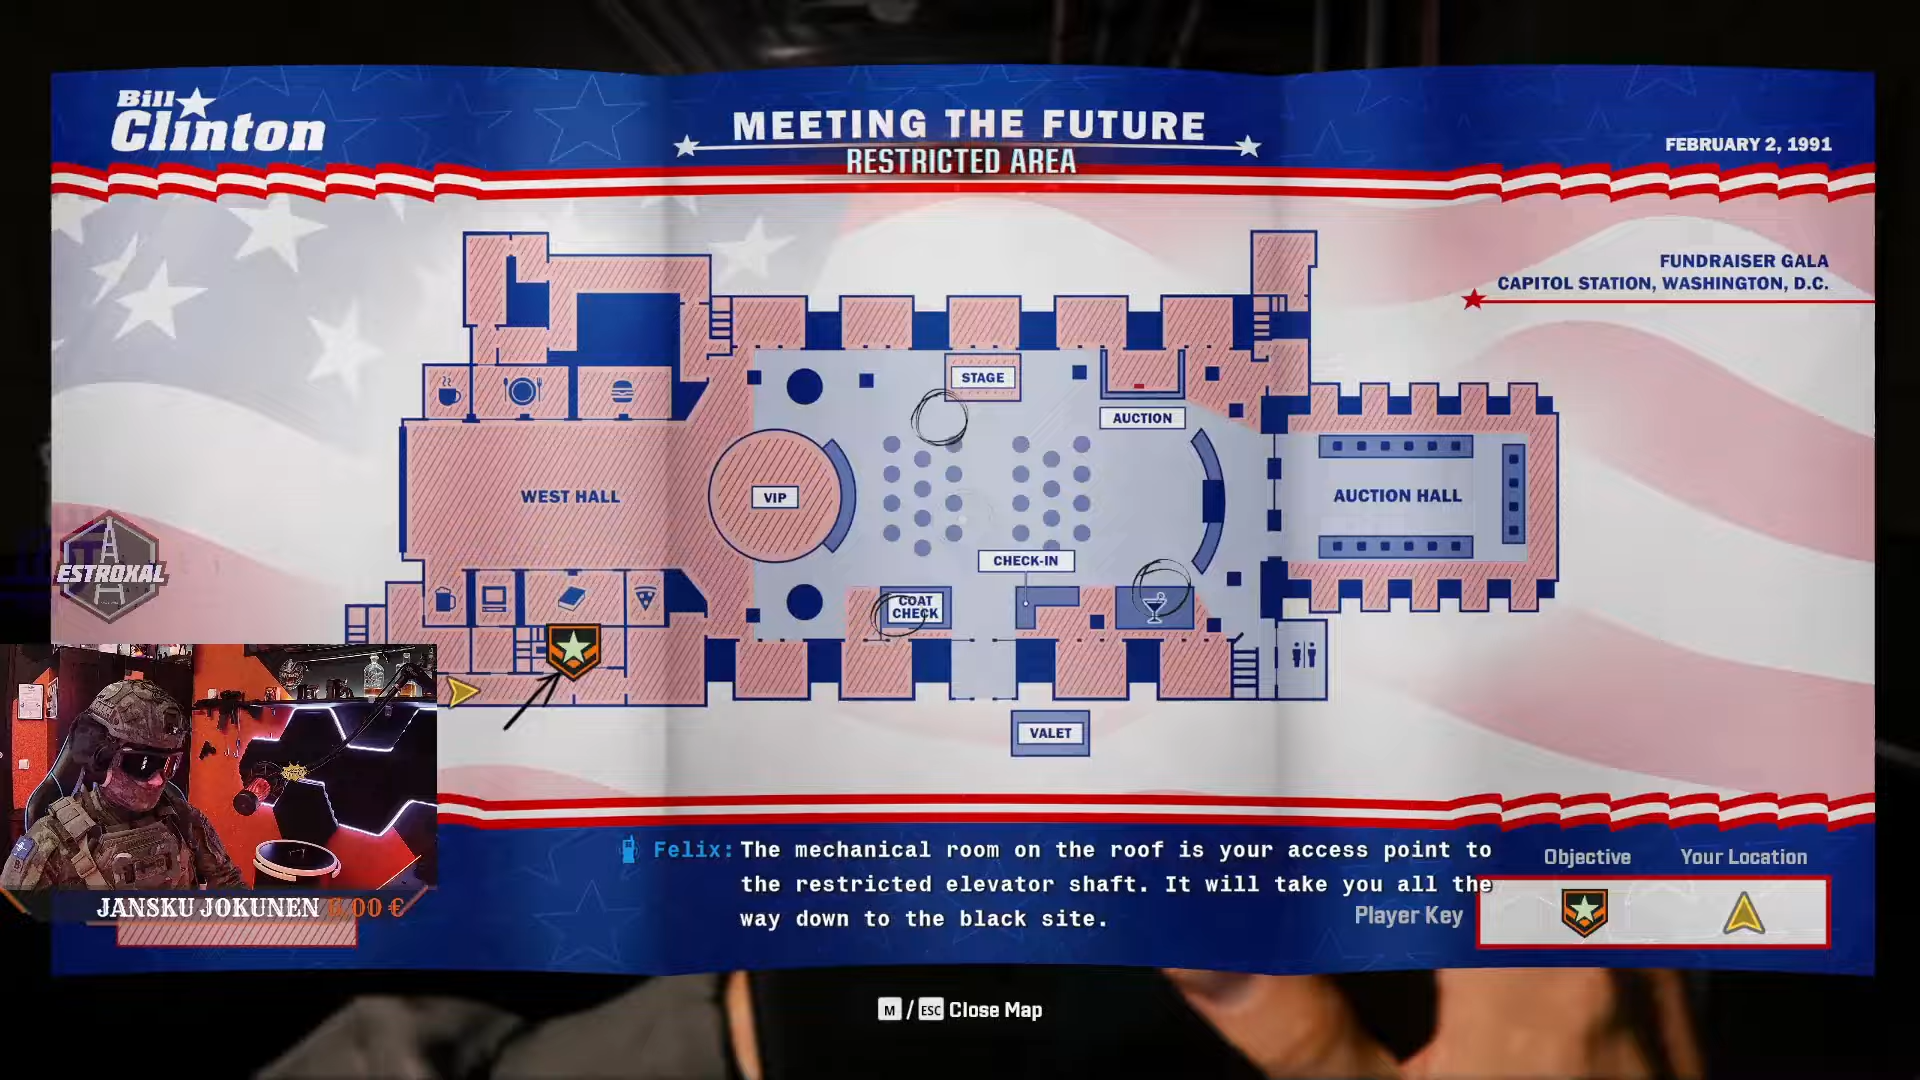 Bill
Clinton
MEETING THE FUTURE
RESTRICTED AREA
FEBRUARY 2, 1991
FUNDRAISER GALA
CAPITOL STATION, WASHINGTON, D.C.
STAGE
AUCTION
WEST HALL
VIP
AUCTION HALL
CHECK-IN
COAT
CHECK
VALET
ESTROXAL
Felix: The mechanical room on the roof is your access point to
the restricted elevator shaft. It will take you all the
way down to the black site.
Objective
Your Location
Player Key
JANSKU JOKUNEN
M / ESC Close Map